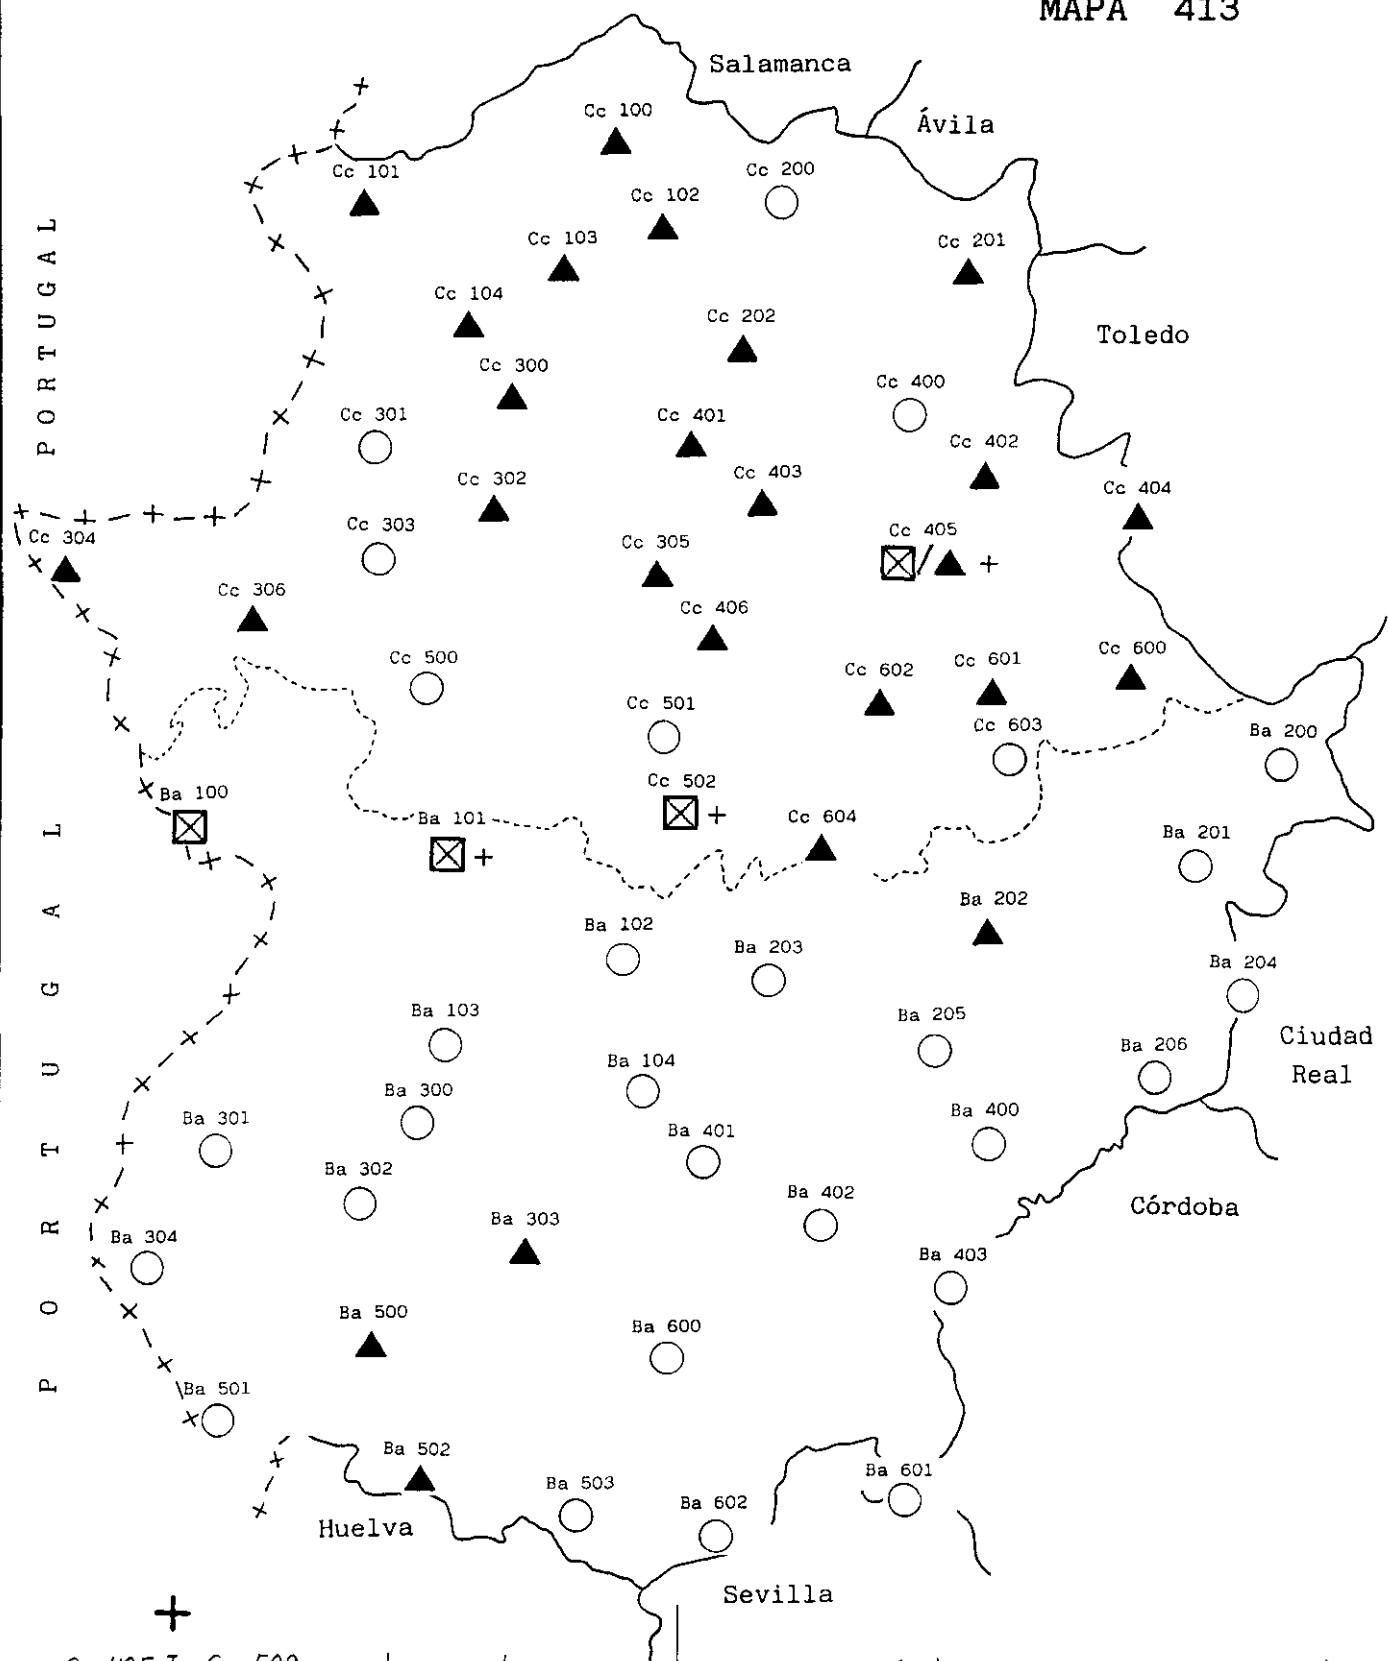 MAPA 413
Salamanca
Ávila
Cc 100
Cc 101
Cc 200
Cc 102
Cc 103
Cc 201
Cc 104
Cc 202
Toledo
Cc 300
Cc 400
Cc 301
Cc 401
Cc 402
Cc 302
Cc 403
Cc 404
Cc 303
Cc 304
Cc 305
Cc 405
/
+
Cc 306
Cc 406
Cc 500
Cc 602
Cc 601
Cc 600
Cc 501
Cc 603
Ba 200
Cc 502
+
Ba 100
Ba 101
+
Cc 604
Ba 201
Ba 202
Ba 102
Ba 203
Ba 204
Ba 103
Ba 205
Ciudad
Real
Ba 206
Ba 104
Ba 300
Ba 301
Ba 400
Ba 401
Ba 302
Ba 402
Córdoba
Ba 303
Ba 304
Ba 403
Ba 500
Ba 600
Ba 501
Ba 502
Ba 503
Ba 601
Ba 602
Huelva
Sevilla
PORTUGAL
PORTUGAL
+